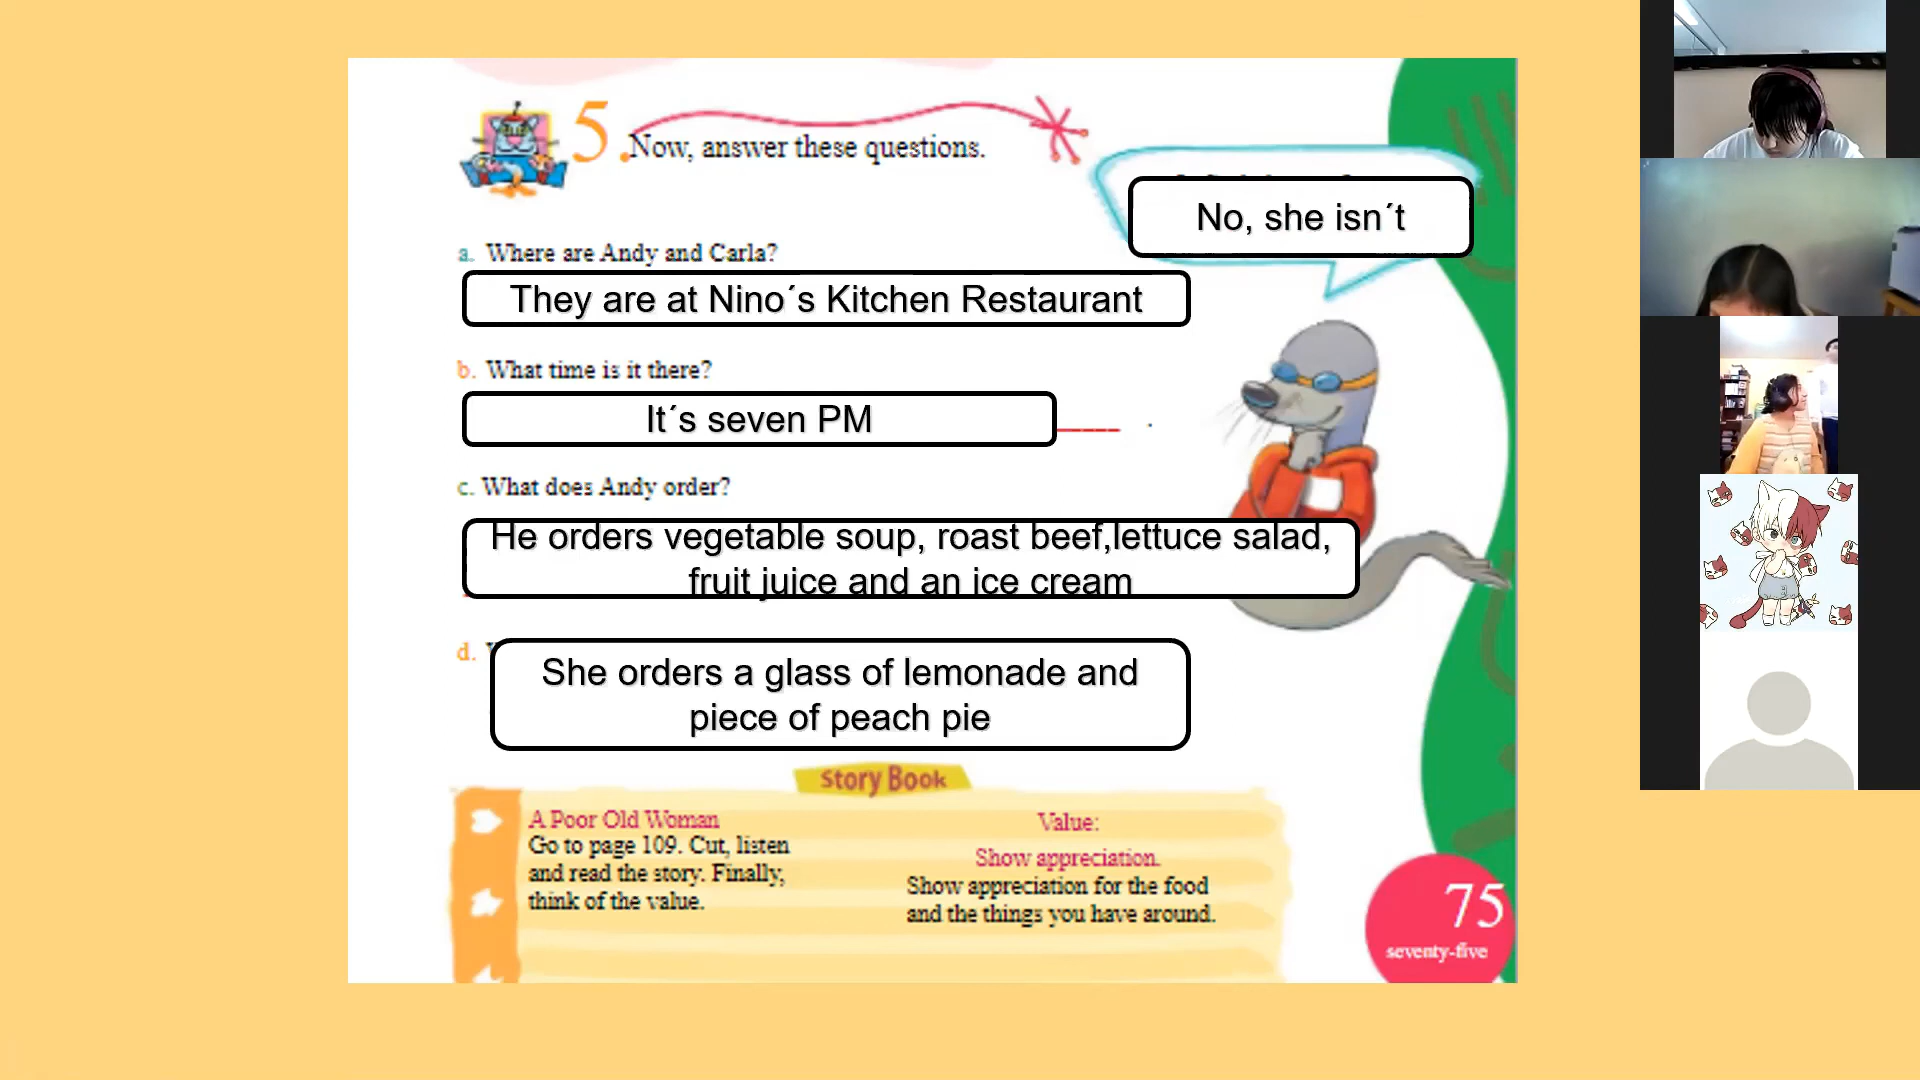 5.
Now, answer these questions.
No, she isn´t
a. Where are Andy and Carla?
They are at Nino´s Kitchen Restaurant
b. What time is it there?
It´s seven PM
c. What does Andy order?
He orders vegetable soup, roast beef,lettuce salad,
fruit juice and an ice cream
d.
She orders a glass of lemonade and
piece of peach pie
Story Book
A Poor Old Woman
Go to page 109. Cut, listen
and read the story. Finally,
think of the value.
Value:
Show appreciation.
Show appreciation for the food
and the things you have around.
75
seventy-five